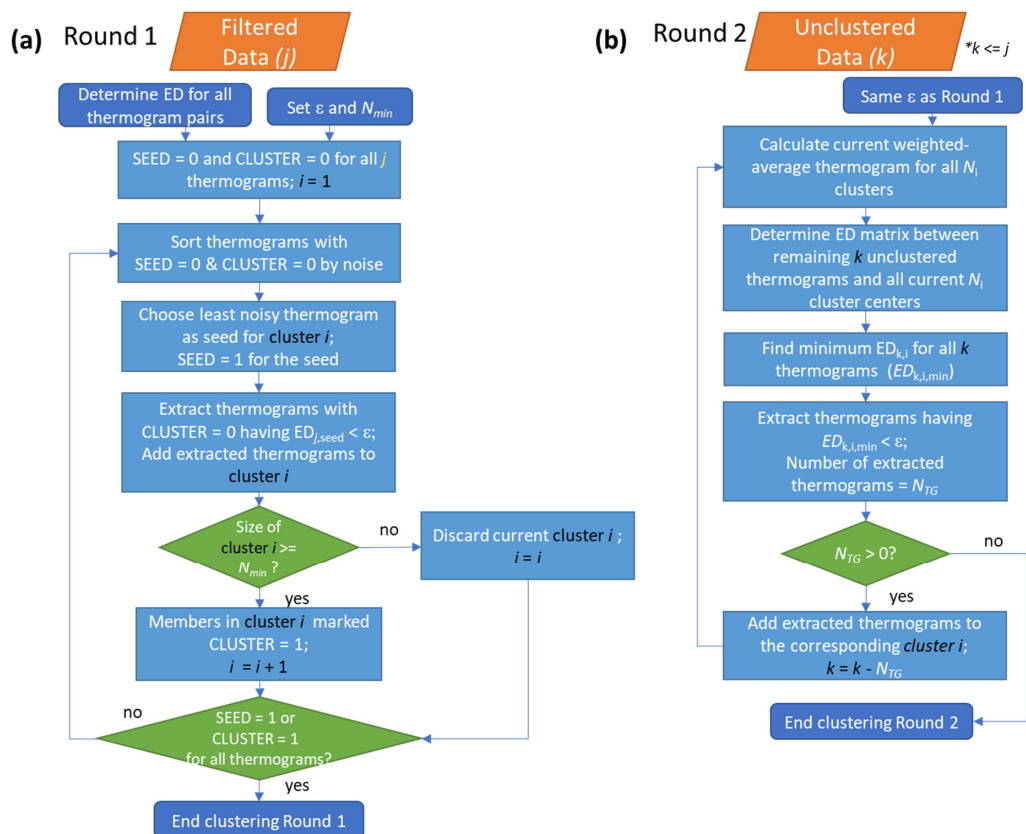 (a) Round 1
Filtered
Data (j)
Determine ED for all
thermogram pairs
Set ε and Nmin
SEED = 0 and CLUSTER = 0 for all j
thermograms; i = 1
Sort thermograms with
SEED = 0 & CLUSTER = 0 by noise
Choose least noisy thermogram
as seed for cluster i;
SEED = 1 for the seed
Extract thermograms with
CLUSTER = 0 having EDj,seed < ε;
Add extracted thermograms to
cluster i
Size of
cluster i >=
Nmin ?
no
Discard current cluster i ;
i = i
yes
Members in cluster i marked
CLUSTER = 1;
i = i + 1
no
SEED = 1 or
CLUSTER = 1
for all thermograms?
yes
End clustering Round 1
(b) Round 2
Unclustered
Data (k)
*k <= j
Same ε as Round 1
Calculate current weighted-
average thermogram for all Ni
clusters
Determine ED matrix between
remaining k unclustered
thermograms and all current Ni
cluster centers
Find minimum EDk,i for all k
thermograms (EDk,i,min)
Extract thermograms having
EDk,i,min < ε;
Number of extracted
thermograms = NTG
NTG > 0?
no
yes
Add extracted thermograms to
the corresponding cluster i;
k = k - NTG
End clustering Round 2